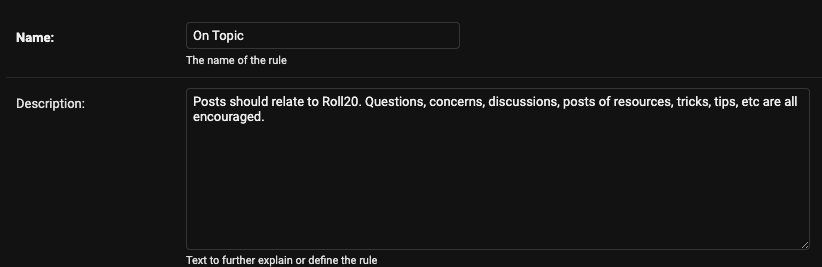 Name:
On Topic
The name of the rule
Description:
Posts should relate to Roll20. Questions, concerns, discussions, posts of resources, tricks, tips, etc are all
encouraged.
Text to further explain or define the rule